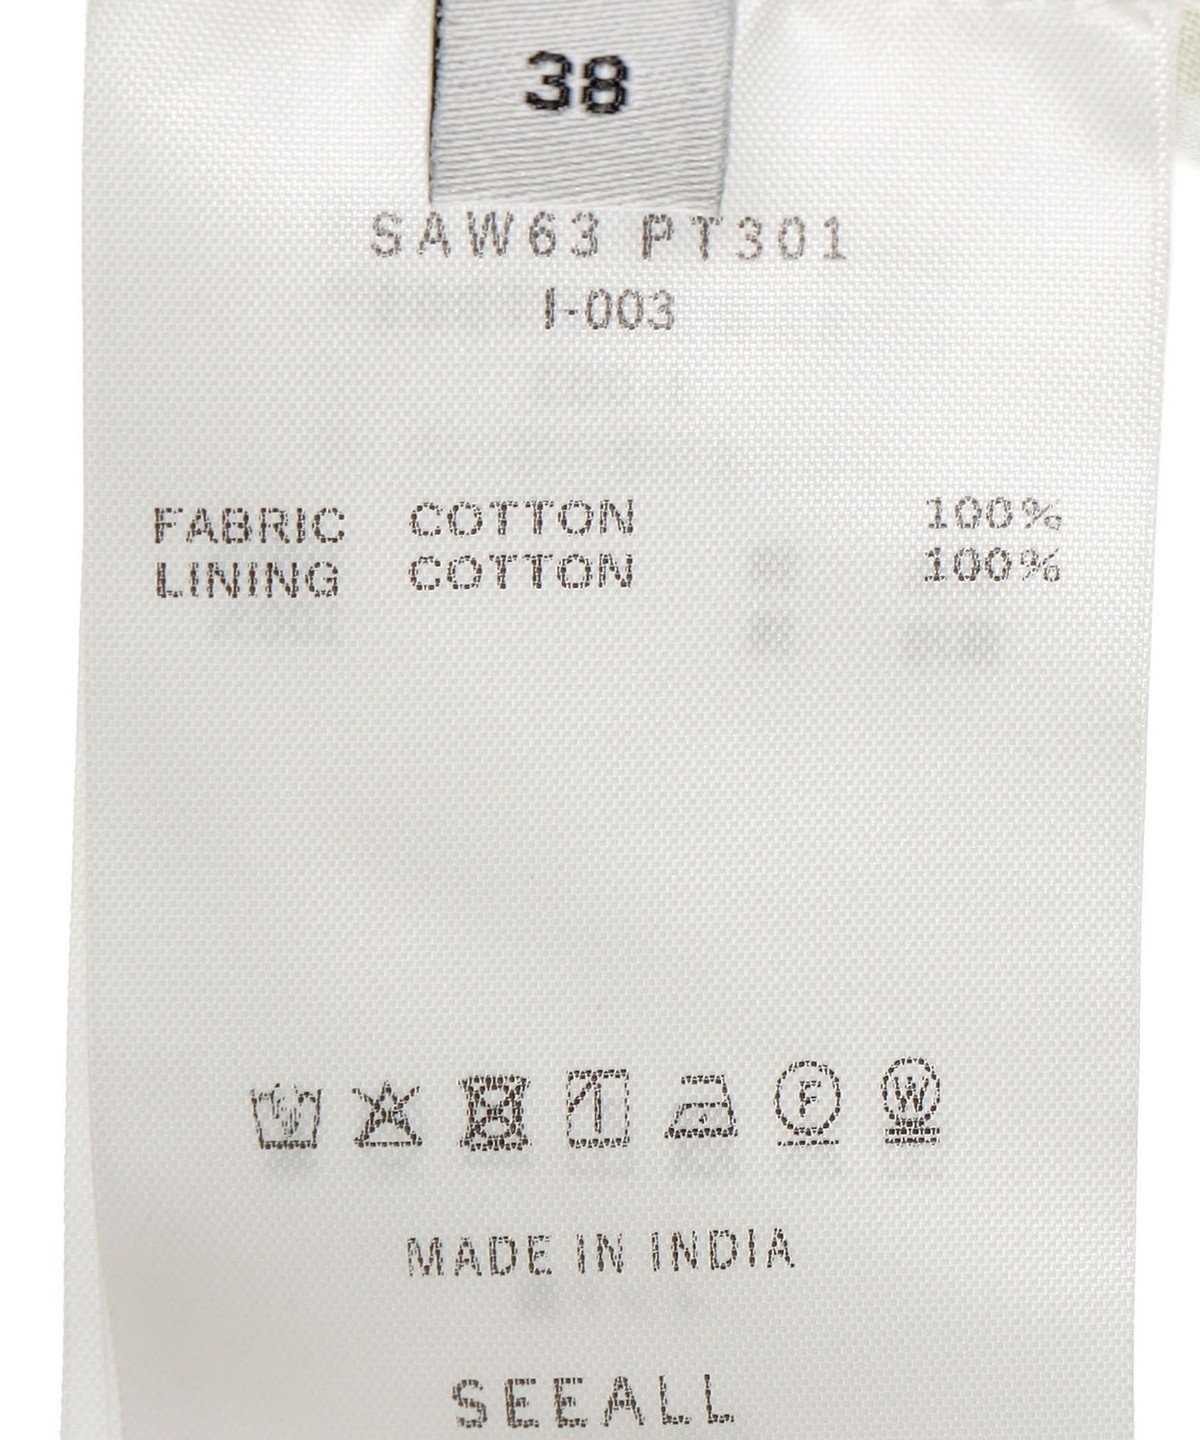 38
SAW63 PT301
I-003
FABRIC COTTON 100%
LINING COTTON 100%
F W
MADE IN INDIA
SEEALL